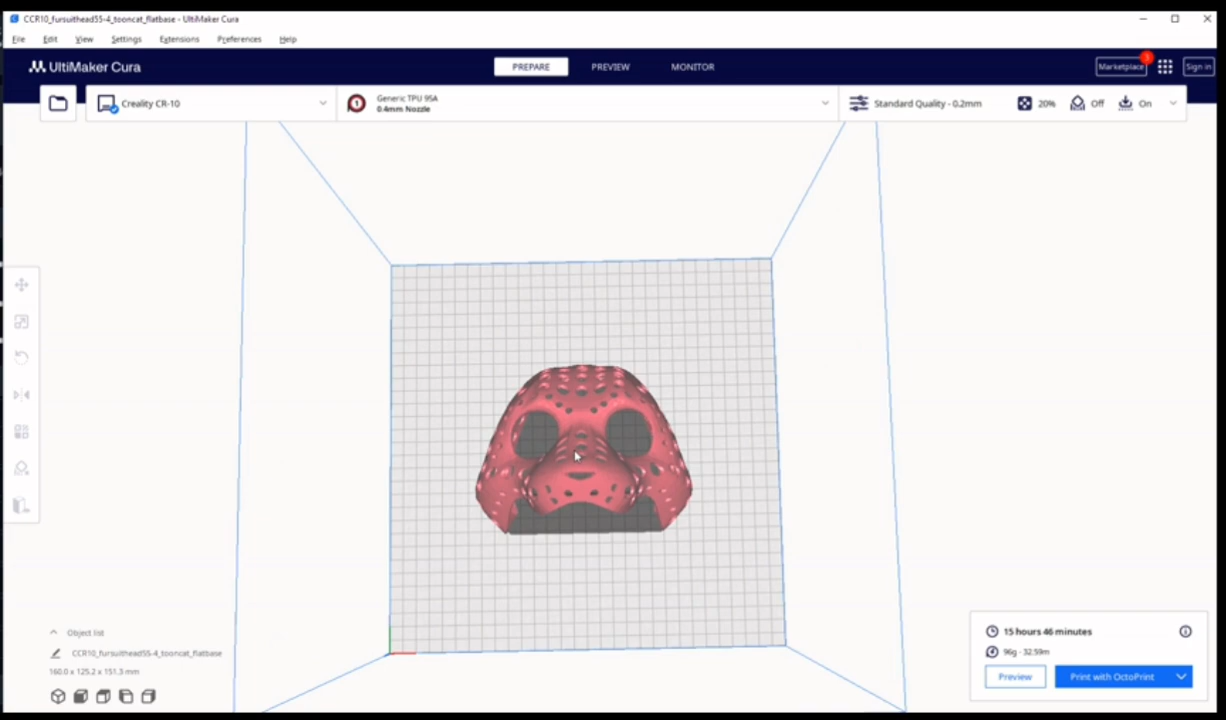 CCR10_fursuithead55-4_tooncat_flatbase - UltiMaker Cura
File Edit View Settings Extensions Preferences Help
UltiMaker Cura
PREPARE PREVIEW MONITOR
Marketplace 3 Sign in
Creality CR-10
1 Generic TPU 95A
0.4mm Nozzle
Standard Quality - 0.2mm 20% Off On
Object list
CCR10_fursuithead55-4_tooncat_flatbase
160.0 x 125.2 x 151.3 mm
15 hours 46 minutes
96g · 32.59m
Preview Print with OctoPrint